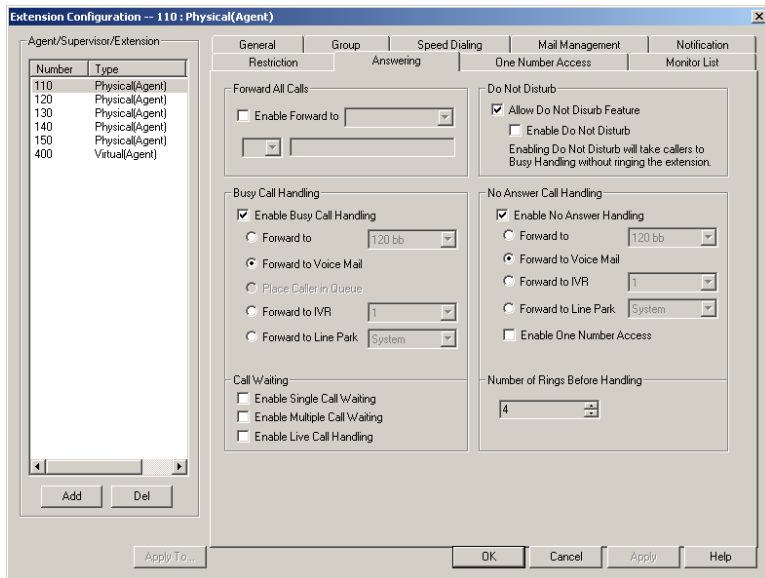 Extension Configuration -- 110 : Physical(Agent)
Agent/Supervisor/Extension
Number Type
110 Physical(Agent)
120 Physical(Agent)
130 Physical(Agent)
140 Physical(Agent)
150 Physical(Agent)
400 Virtual(Agent)
Add Del
General Group Speed Dialing Mail Management Notification
Restriction Answering One Number Access Monitor List
Forward All Calls
Enable Forward to
Do Not Disturb
Allow Do Not Disurb Feature
Enable Do Not Disturb
Enabling Do Not Disturb will take callers to
Busy Handling without ringing the extension.
Busy Call Handling
Enable Busy Call Handling
Forward to 120 bb
Forward to Voice Mail
Place Caller in Queue
Forward to IVR 1
Forward to Line Park System
No Answer Call Handling
Enable No Answer Handling
Forward to 120 bb
Forward to Voice Mail
Forward to IVR 1
Forward to Line Park System
Enable One Number Access
Call Waiting
Enable Single Call Waiting
Enable Multiple Call Waiting
Enable Live Call Handling
Number of Rings Before Handling
4
Apply To... OK Cancel Apply Help